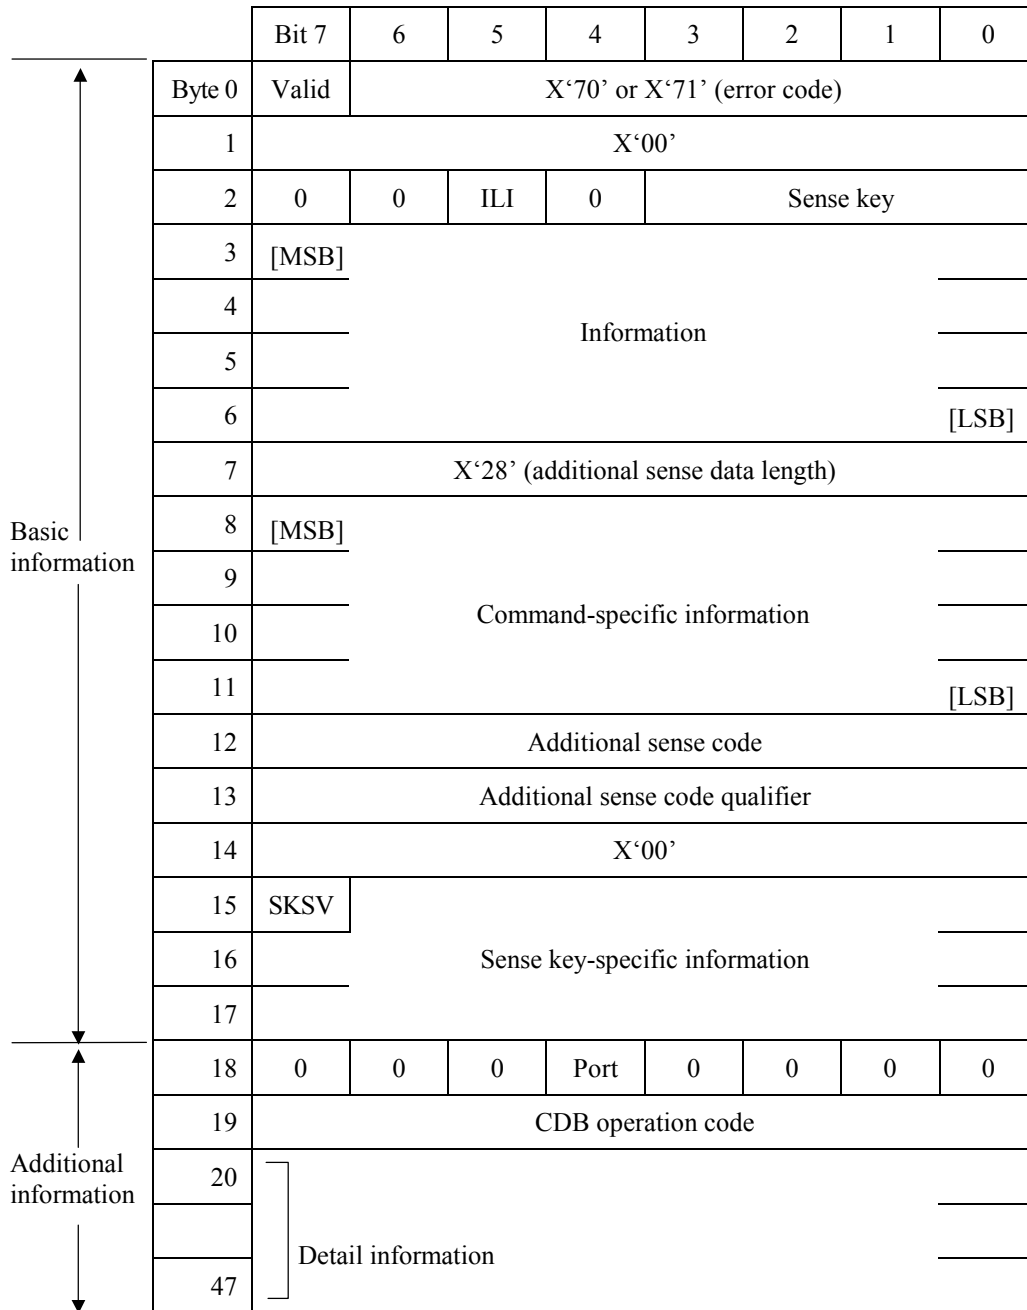 Bit 7 6 5 4 3 2 1 0
Byte 0 Valid X‘70’ or X‘71’ (error code)
1 X‘00’
2 0 0 ILI 0 Sense key
3 [MSB]
4
Information
5
6 [LSB]
7 X‘28’ (additional sense data length)
8 [MSB]
Basic
information
9
Command-specific information
10
11 [LSB]
12 Additional sense code
13 Additional sense code qualifier
14 X‘00’
15 SKSV
16 Sense key-specific information
17
18 0 0 0 Port 0 0 0 0
19 CDB operation code
Additional
information
20
Detail information
47